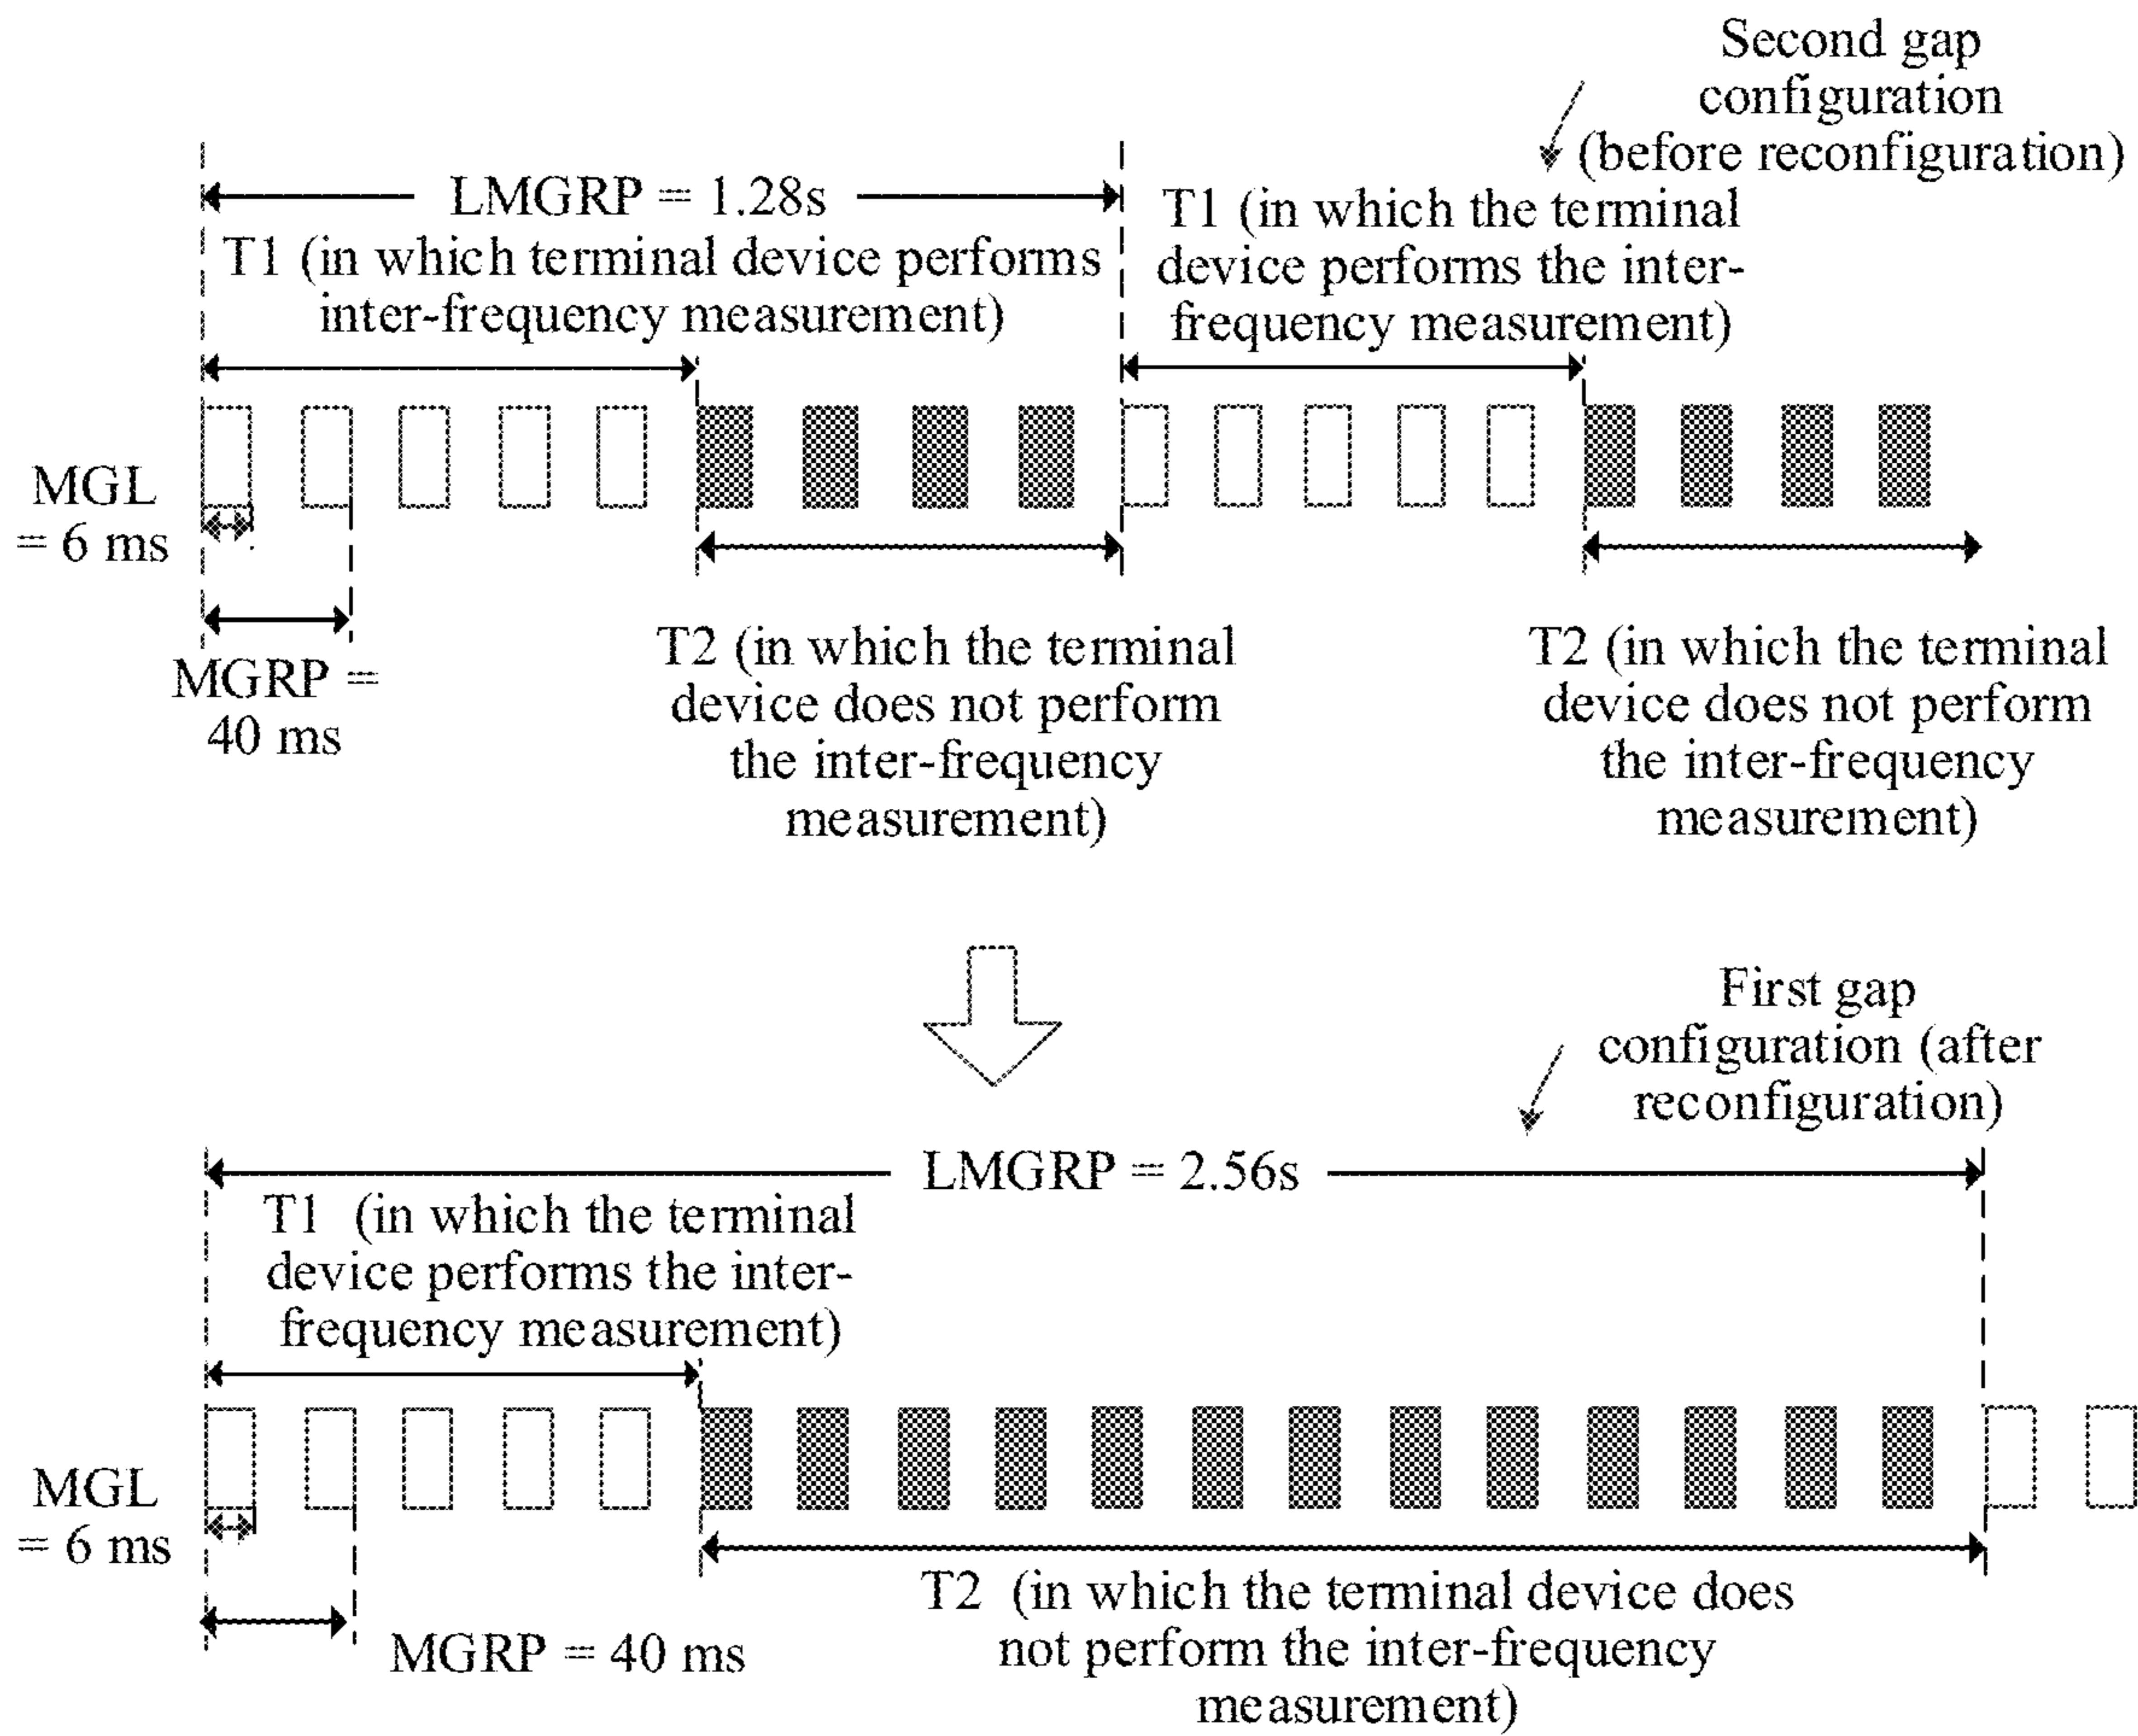 Second gap
configuration
(before reconfiguration)
LMGRP = 1.28s
T1 (in which terminal device performs
inter-frequency measurement)
T1 (in which the terminal
device performs the inter-
frequency measurement)
MGL
= 6 ms
MGRP =
40 ms
T2 (in which the terminal
device does not perform
the inter-frequency
measurement)
T2 (in which the terminal
device does not perform
the inter-frequency
measurement)
First gap
configuration (after
reconfiguration)
LMGRP = 2.56s
T1 (in which the terminal
device performs the inter-
frequency measurement)
MGL
= 6 ms
MGRP = 40 ms
T2 (in which the terminal device does
not perform the inter-frequency
measurement)